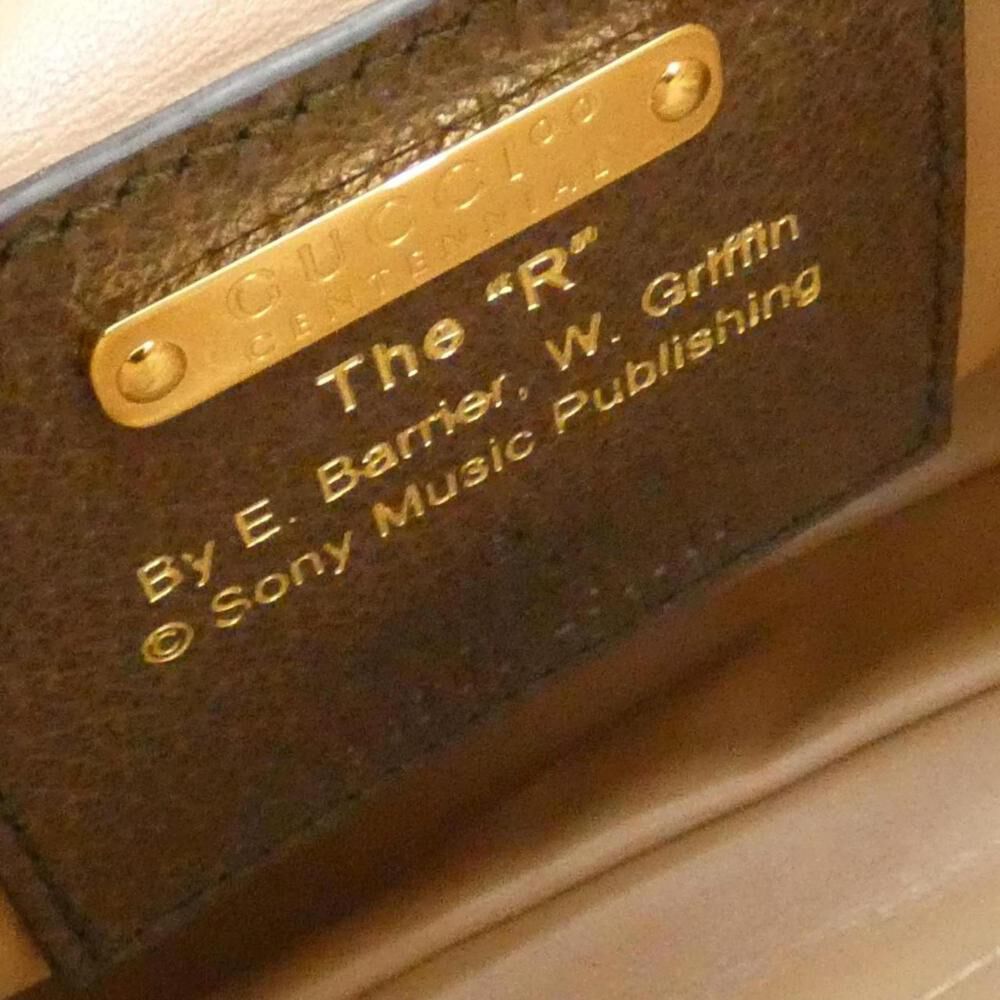 GUCCI100
CENTENNIAL
The "R"
By E. Barrier, W. Griffin
© Sony Music Publishing